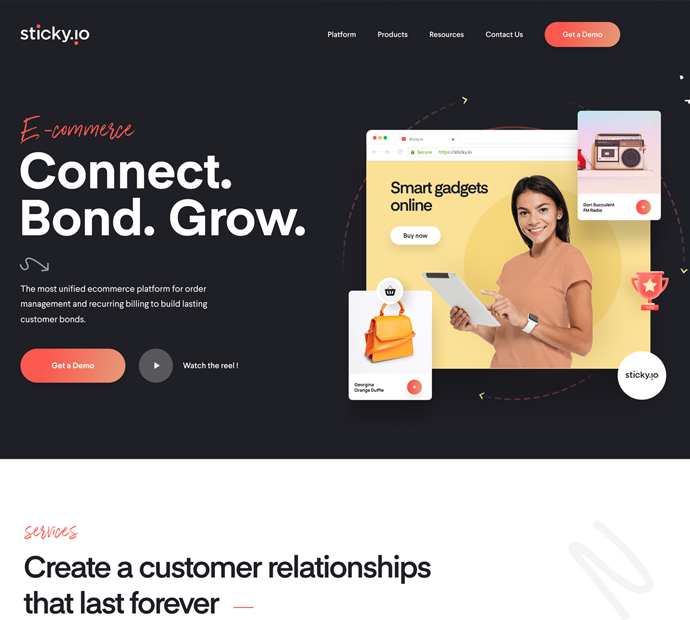 sticky.io
Platform
Products
Resources
Contact Us
Get a Demo
E-commerce
Connect.
Bond. Grow.
The most unified ecommerce platform for order
management and recurring billing to build lasting
customer bonds.
Get a Demo
Watch the reel !
Secure
https://sticky.io
Smart gadgets
online
Buy now
Dori Succulent
FM Radio
Georgina
Orange Duffle
sticky.io
services
Create a customer relationships
that last forever